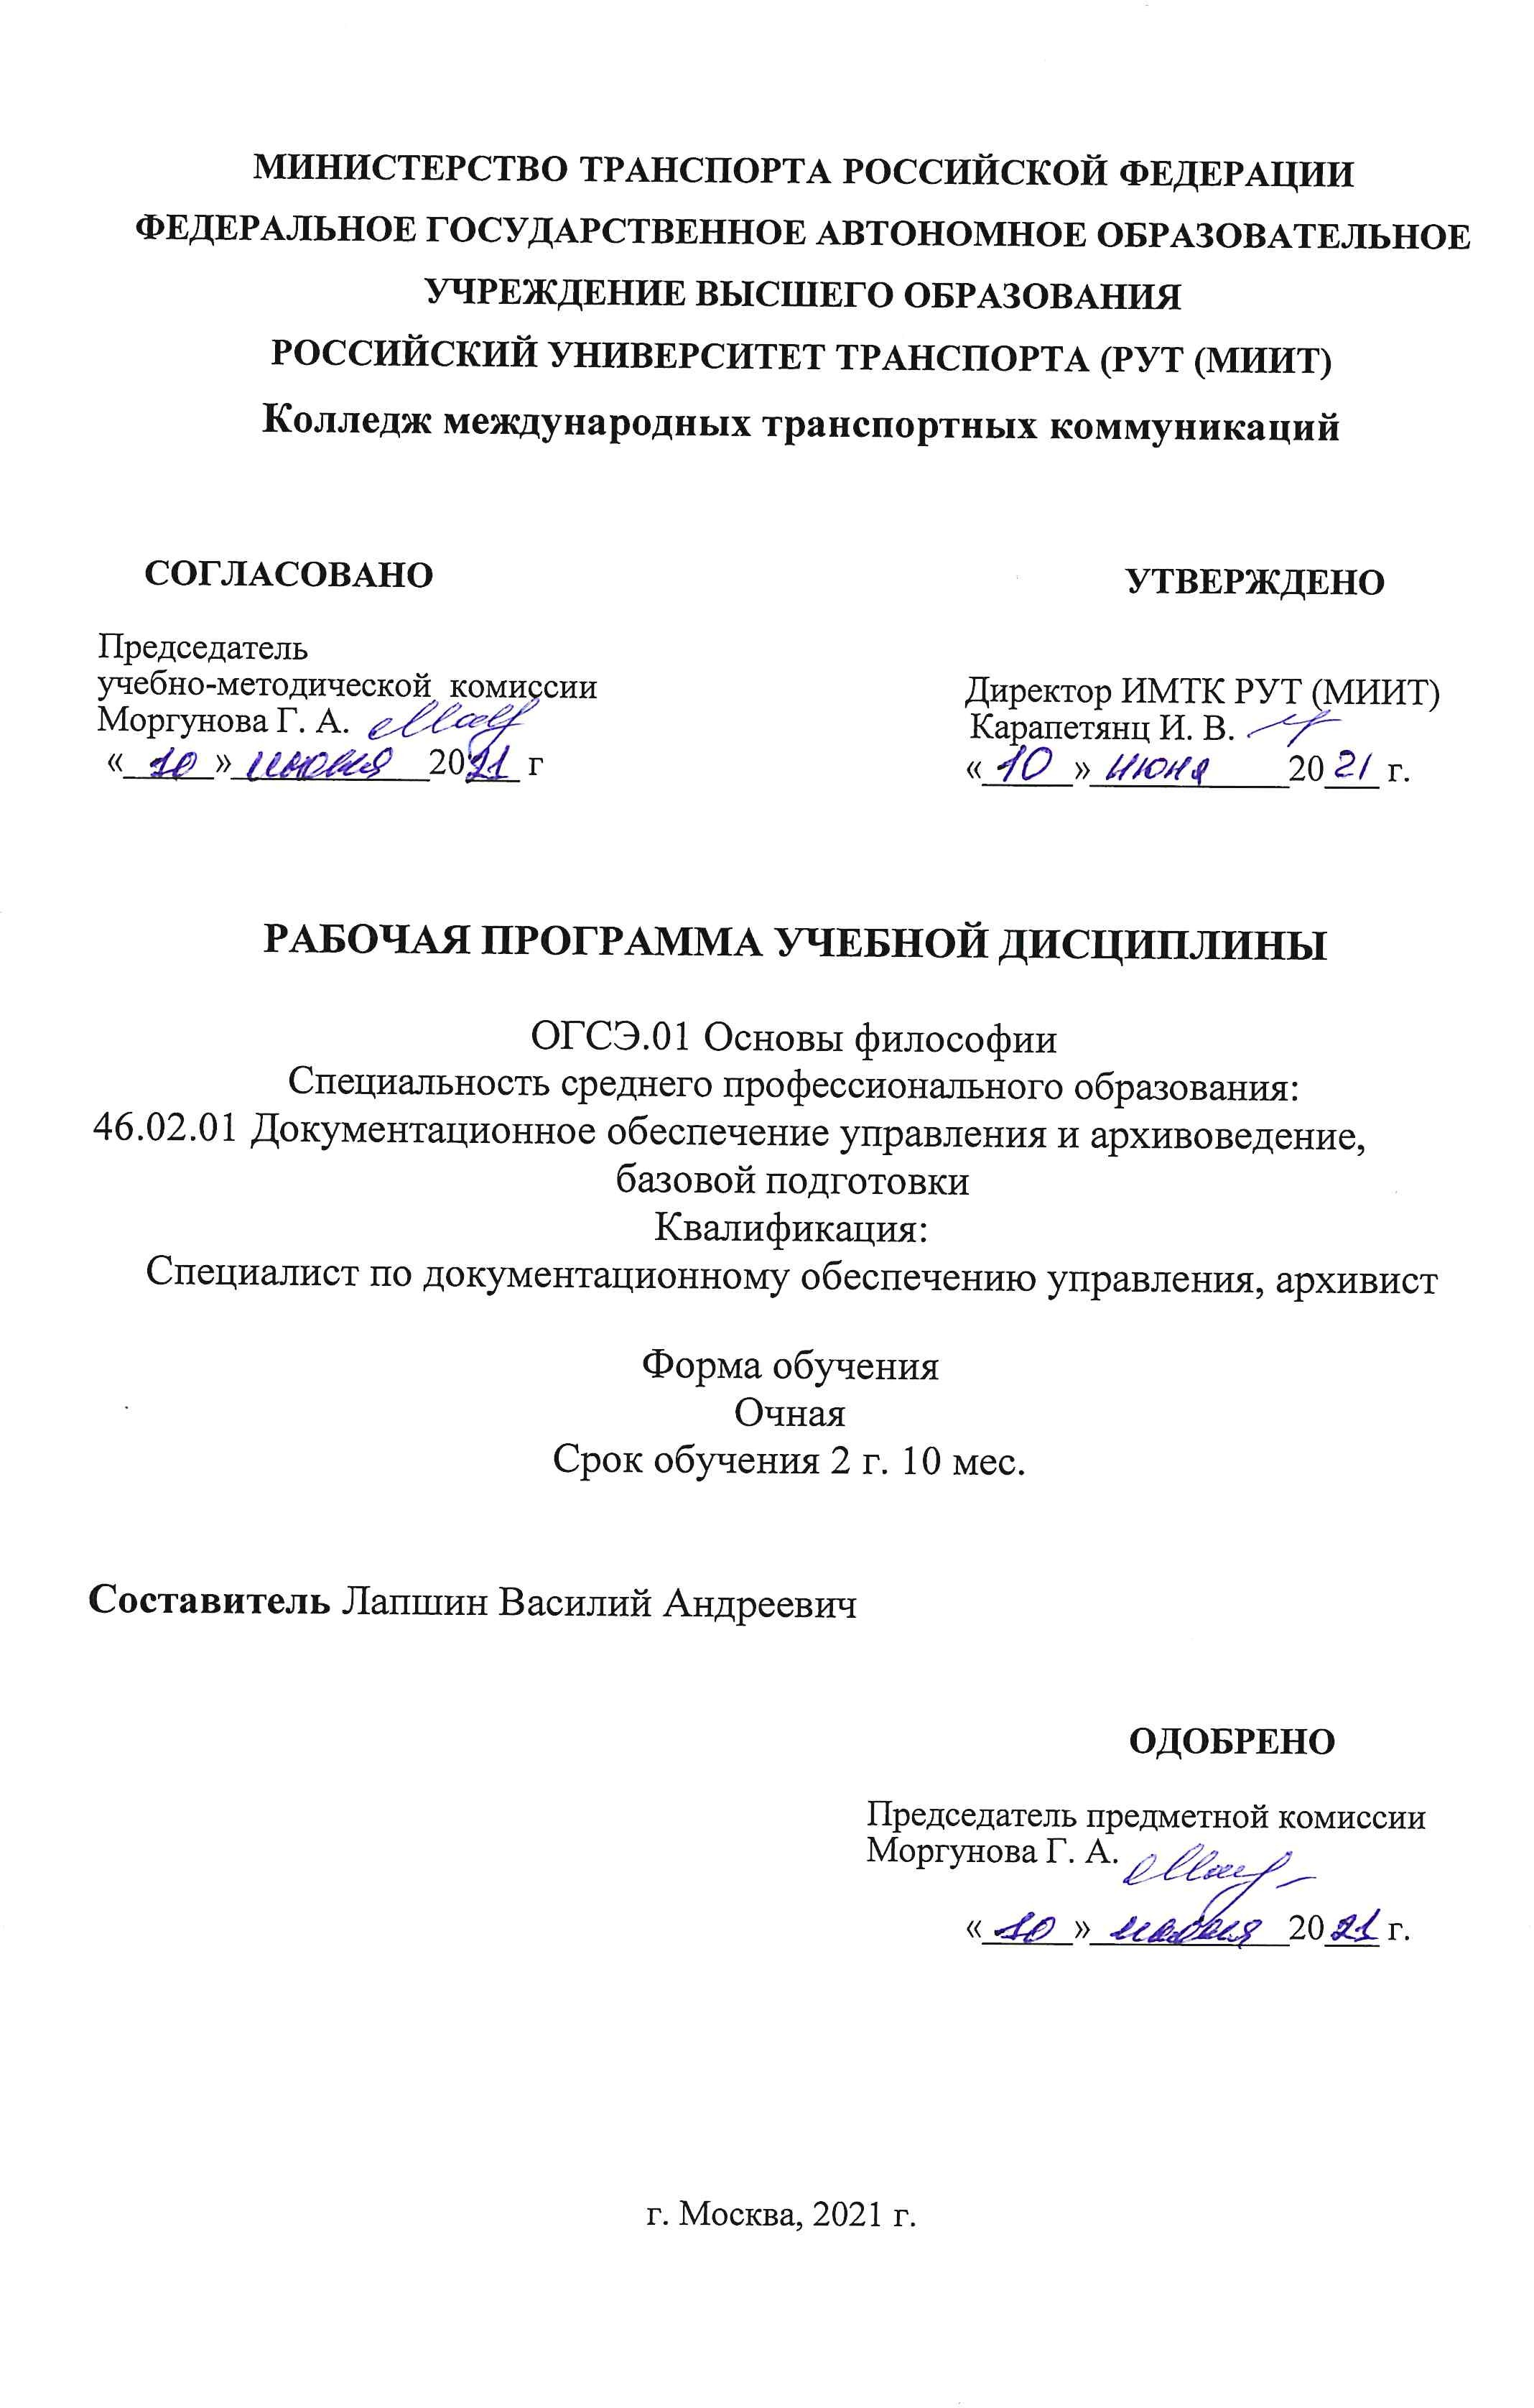 МИНИСТЕРСТВО ТРАНСПОРТА РОССИЙСКОЙ ФЕДЕРАЦИИ
ФЕДЕРАЛЬНОЕ ГОСУДАРСТВЕННОЕ АВТОНОМНОЕ ОБРАЗОВАТЕЛЬНОЕ
УЧРЕЖДЕНИЕ ВЫСШЕГО ОБРАЗОВАНИЯ
РОССИЙСКИЙ УНИВЕРСИТЕТ ТРАНСПОРТА (РУТ (МИИТ)
Колледж международных транспортных коммуникаций
СОГЛАСОВАНО
Председатель
учебно-методической комиссии
Моргунова Г. А.
«10» июня 2021 г
УТВЕРЖДЕНО
Директор ИМТК РУТ (МИИТ)
Карапетянц И. В.
«10» июня 2021 г.
РАБОЧАЯ ПРОГРАММА УЧЕБНОЙ ДИСЦИПЛИНЫ
ОГСЭ.01 Основы философии
Специальность среднего профессионального образования:
46.02.01 Документационное обеспечение управления и архивоведение,
базовой подготовки
Квалификация:
Специалист по документационному обеспечению управления, архивист
Форма обучения
Очная
Срок обучения 2 г. 10 мес.
Составитель Лапшин Василий Андреевич
ОДОБРЕНО
Председатель предметной комиссии
Моргунова Г. А.
«10» 2021 г.
г. Москва, 2021 г.